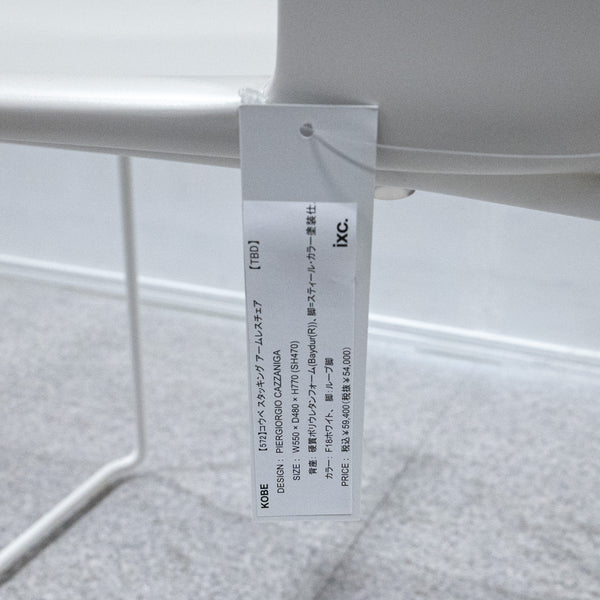 KOBE
【572】コウベ スタッキング アームレスチェア 【TBD】
DESIGN： PIERGIORGIO CAZZANIGA
SIZE： W550 × D480 × H770 (SH470)
背座：硬質ポリウレタンフォーム(Baydur(R))、脚=スティール・カラー塗装仕
カラー：F18ホワイト、 脚：ループ脚
PRICE： 税込￥59,400(税抜￥54,000)
ixc.